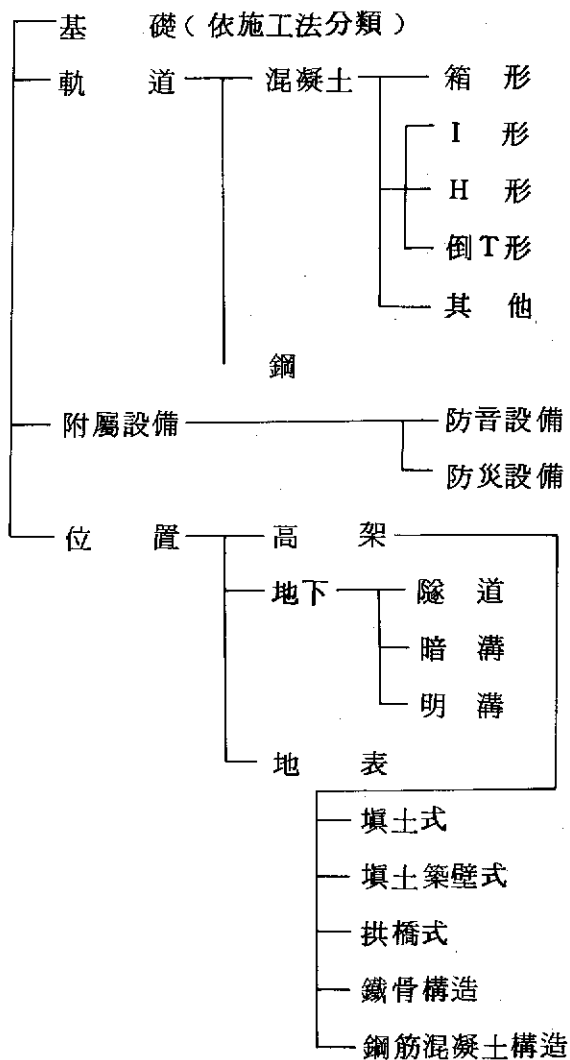 基礎(依施工法分類)
軌道 混凝土 箱形
I形
H形
倒T形
其他
鋼
附屬設備 防音設備
防災設備
位置 高架
地下 隧道
暗溝
明溝
地表
填土式
填土築壁式
拱橋式
鐵骨構造
鋼筋混凝土構造